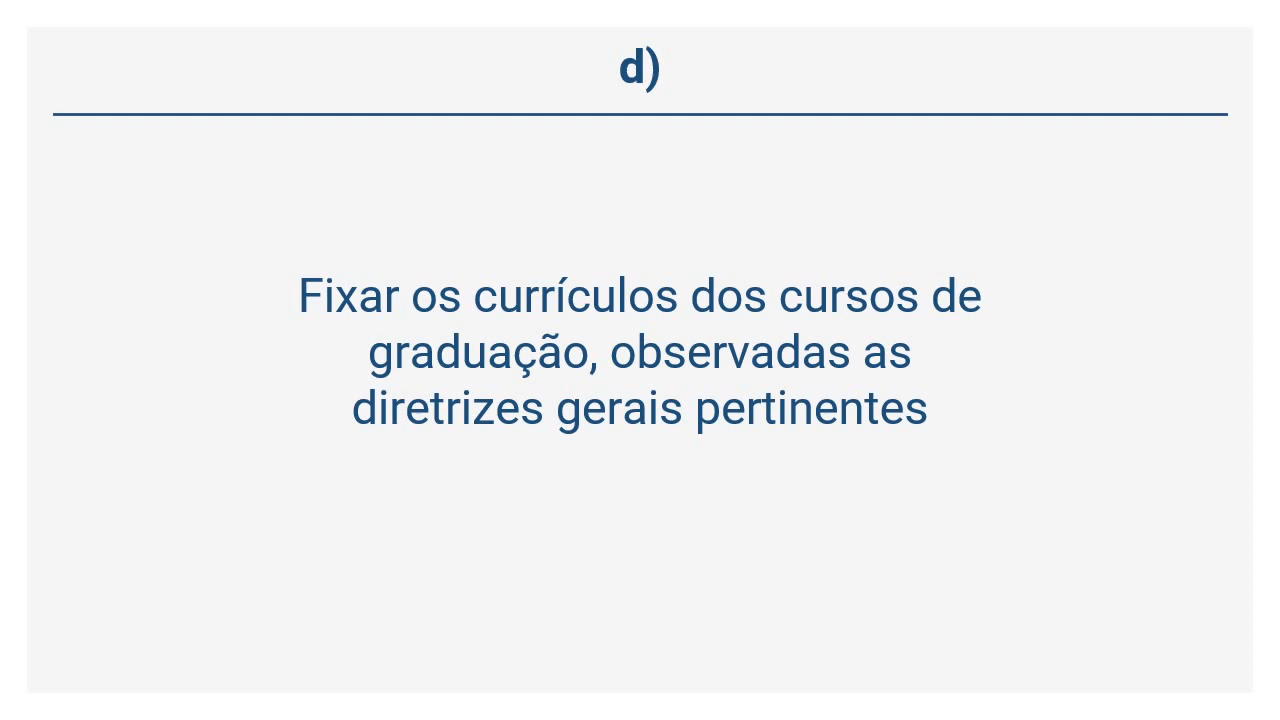 d)
Fixar os currículos dos cursos de
graduação, observadas as
diretrizes gerais pertinentes